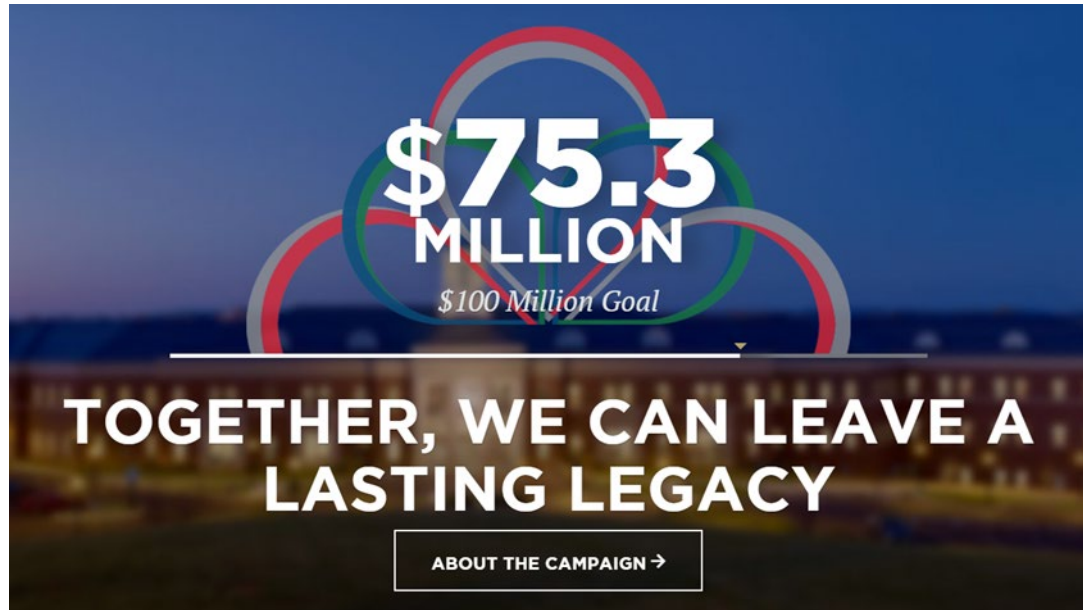 $75.3
MILLION
$100 Million Goal
TOGETHER, WE CAN LEAVE A
LASTING LEGACY
ABOUT THE CAMPAIGN →